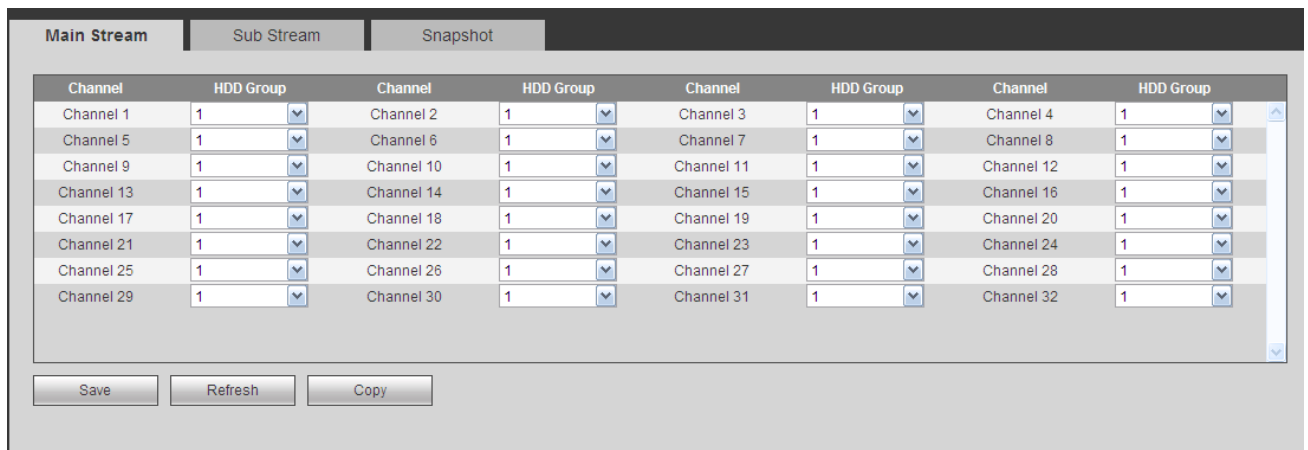 Main Stream Sub Stream Snapshot
Channel HDD Group Channel HDD Group Channel HDD Group Channel HDD Group
Channel 1 1 Channel 2 1 Channel 3 1 Channel 4 1
Channel 5 1 Channel 6 1 Channel 7 1 Channel 8 1
Channel 9 1 Channel 10 1 Channel 11 1 Channel 12 1
Channel 13 1 Channel 14 1 Channel 15 1 Channel 16 1
Channel 17 1 Channel 18 1 Channel 19 1 Channel 20 1
Channel 21 1 Channel 22 1 Channel 23 1 Channel 24 1
Channel 25 1 Channel 26 1 Channel 27 1 Channel 28 1
Channel 29 1 Channel 30 1 Channel 31 1 Channel 32 1
Save Refresh Copy